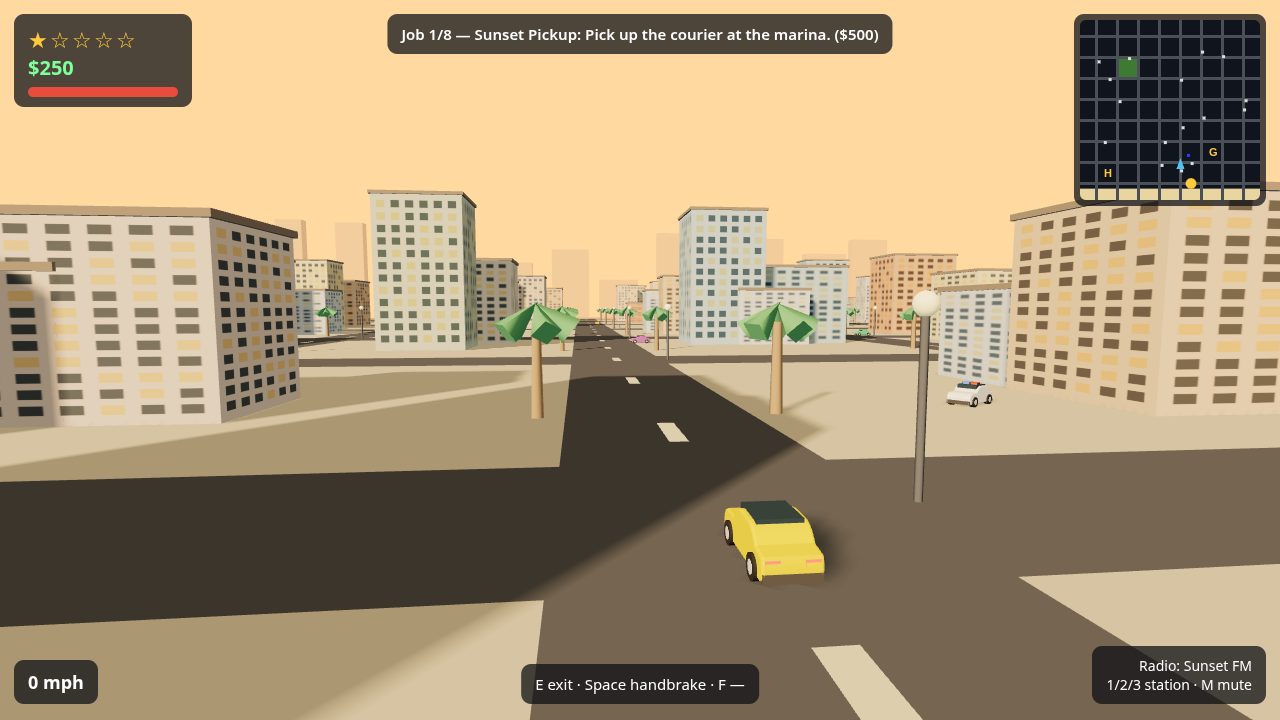 ★☆☆☆☆
$250
Job 1/8 — Sunset Pickup: Pick up the courier at the marina. ($500)
G
H
0 mph
E exit · Space handbrake · F —
Radio: Sunset FM
1/2/3 station · M mute